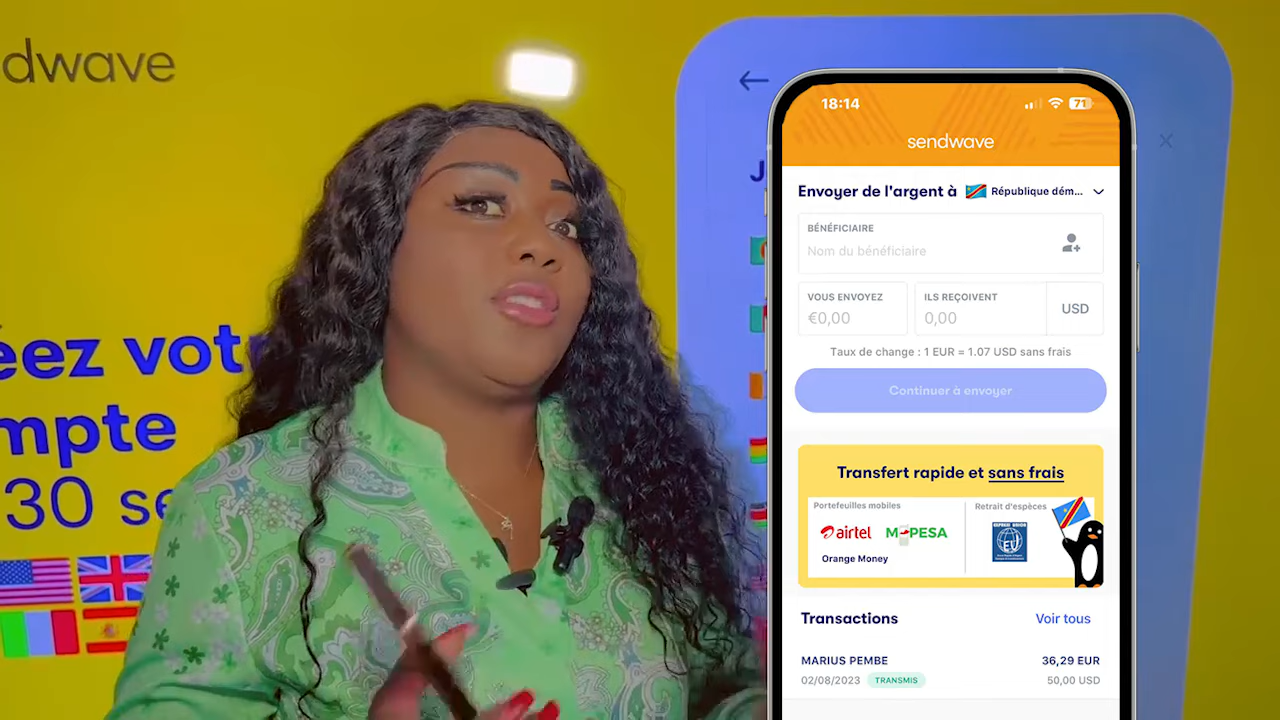 dwave
éez vot
mpte
30 se
J
18:14
71
sendwave
Envoyer de l'argent à République dém...
BÉNÉFICIAIRE
Nom du bénéficiaire
VOUS ENVOYEZ
€0,00
ILS REÇOIVENT
0,00
USD
Taux de change : 1 EUR = 1.07 USD sans frais
Continuer à envoyer
Transfert rapide et sans frais
Portefeuilles mobiles
airtel
M-PESA
Orange Money
Retrait d'espèces
Transactions
Voir tous
MARIUS PEMBE
36,29 EUR
02/08/2023
TRANSMIS
50,00 USD